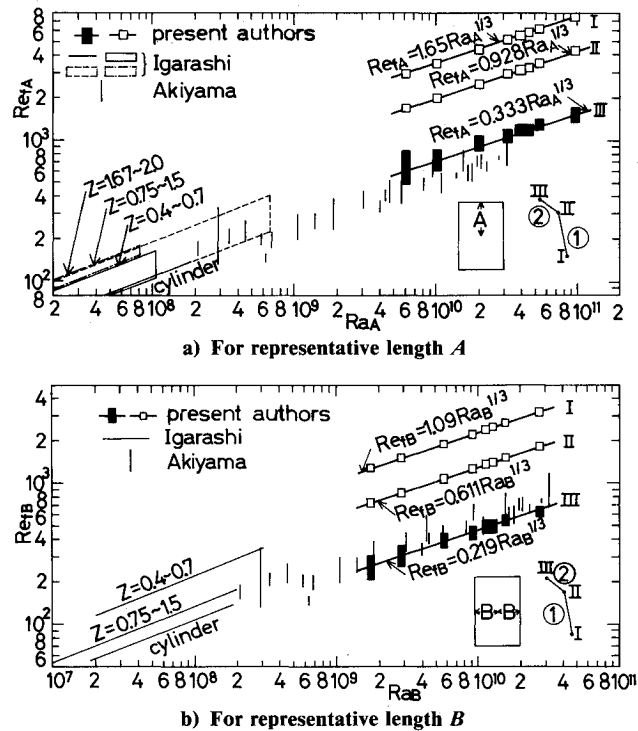 8
6
4
2
10³
8
6
4
2
10²
8
Re_fA
present authors
Igarashi
Akiyama
Re_fA=1.65Ra_A^1/3
I
Re_fA=0.928Ra_A^1/3
II
Re_fA=0.333Ra_A^1/3
III
Z=1.67~2.0
Z=0.75~1.5
Z=0.4~0.7
cylinder
A
III
② II
①
I
2 4 6 8 10⁸ 2 4 6 8 10⁹ 2 4 6 8 10¹⁰ 2 4 6 8 10¹¹ 2
Ra_A
a) For representative length A
4
2
10³
8
6
4
2
10²
8
6
Re_fB
present authors
Igarashi
Akiyama
Re_fB=1.09Ra_B^1/3
I
II
Re_fB=0.611Ra_B^1/3
III
Re_fB=0.219Ra_B^1/3
Z=0.4~0.7
Z=0.75~1.5
cylinder
B B
III ②
II
①
I
10⁷ 2 4 6 8 10⁸ 2 4 6 8 10⁹ 2 4 6 8 10¹⁰ 2 4 6 8 10¹¹
Ra_B
b) For representative length B